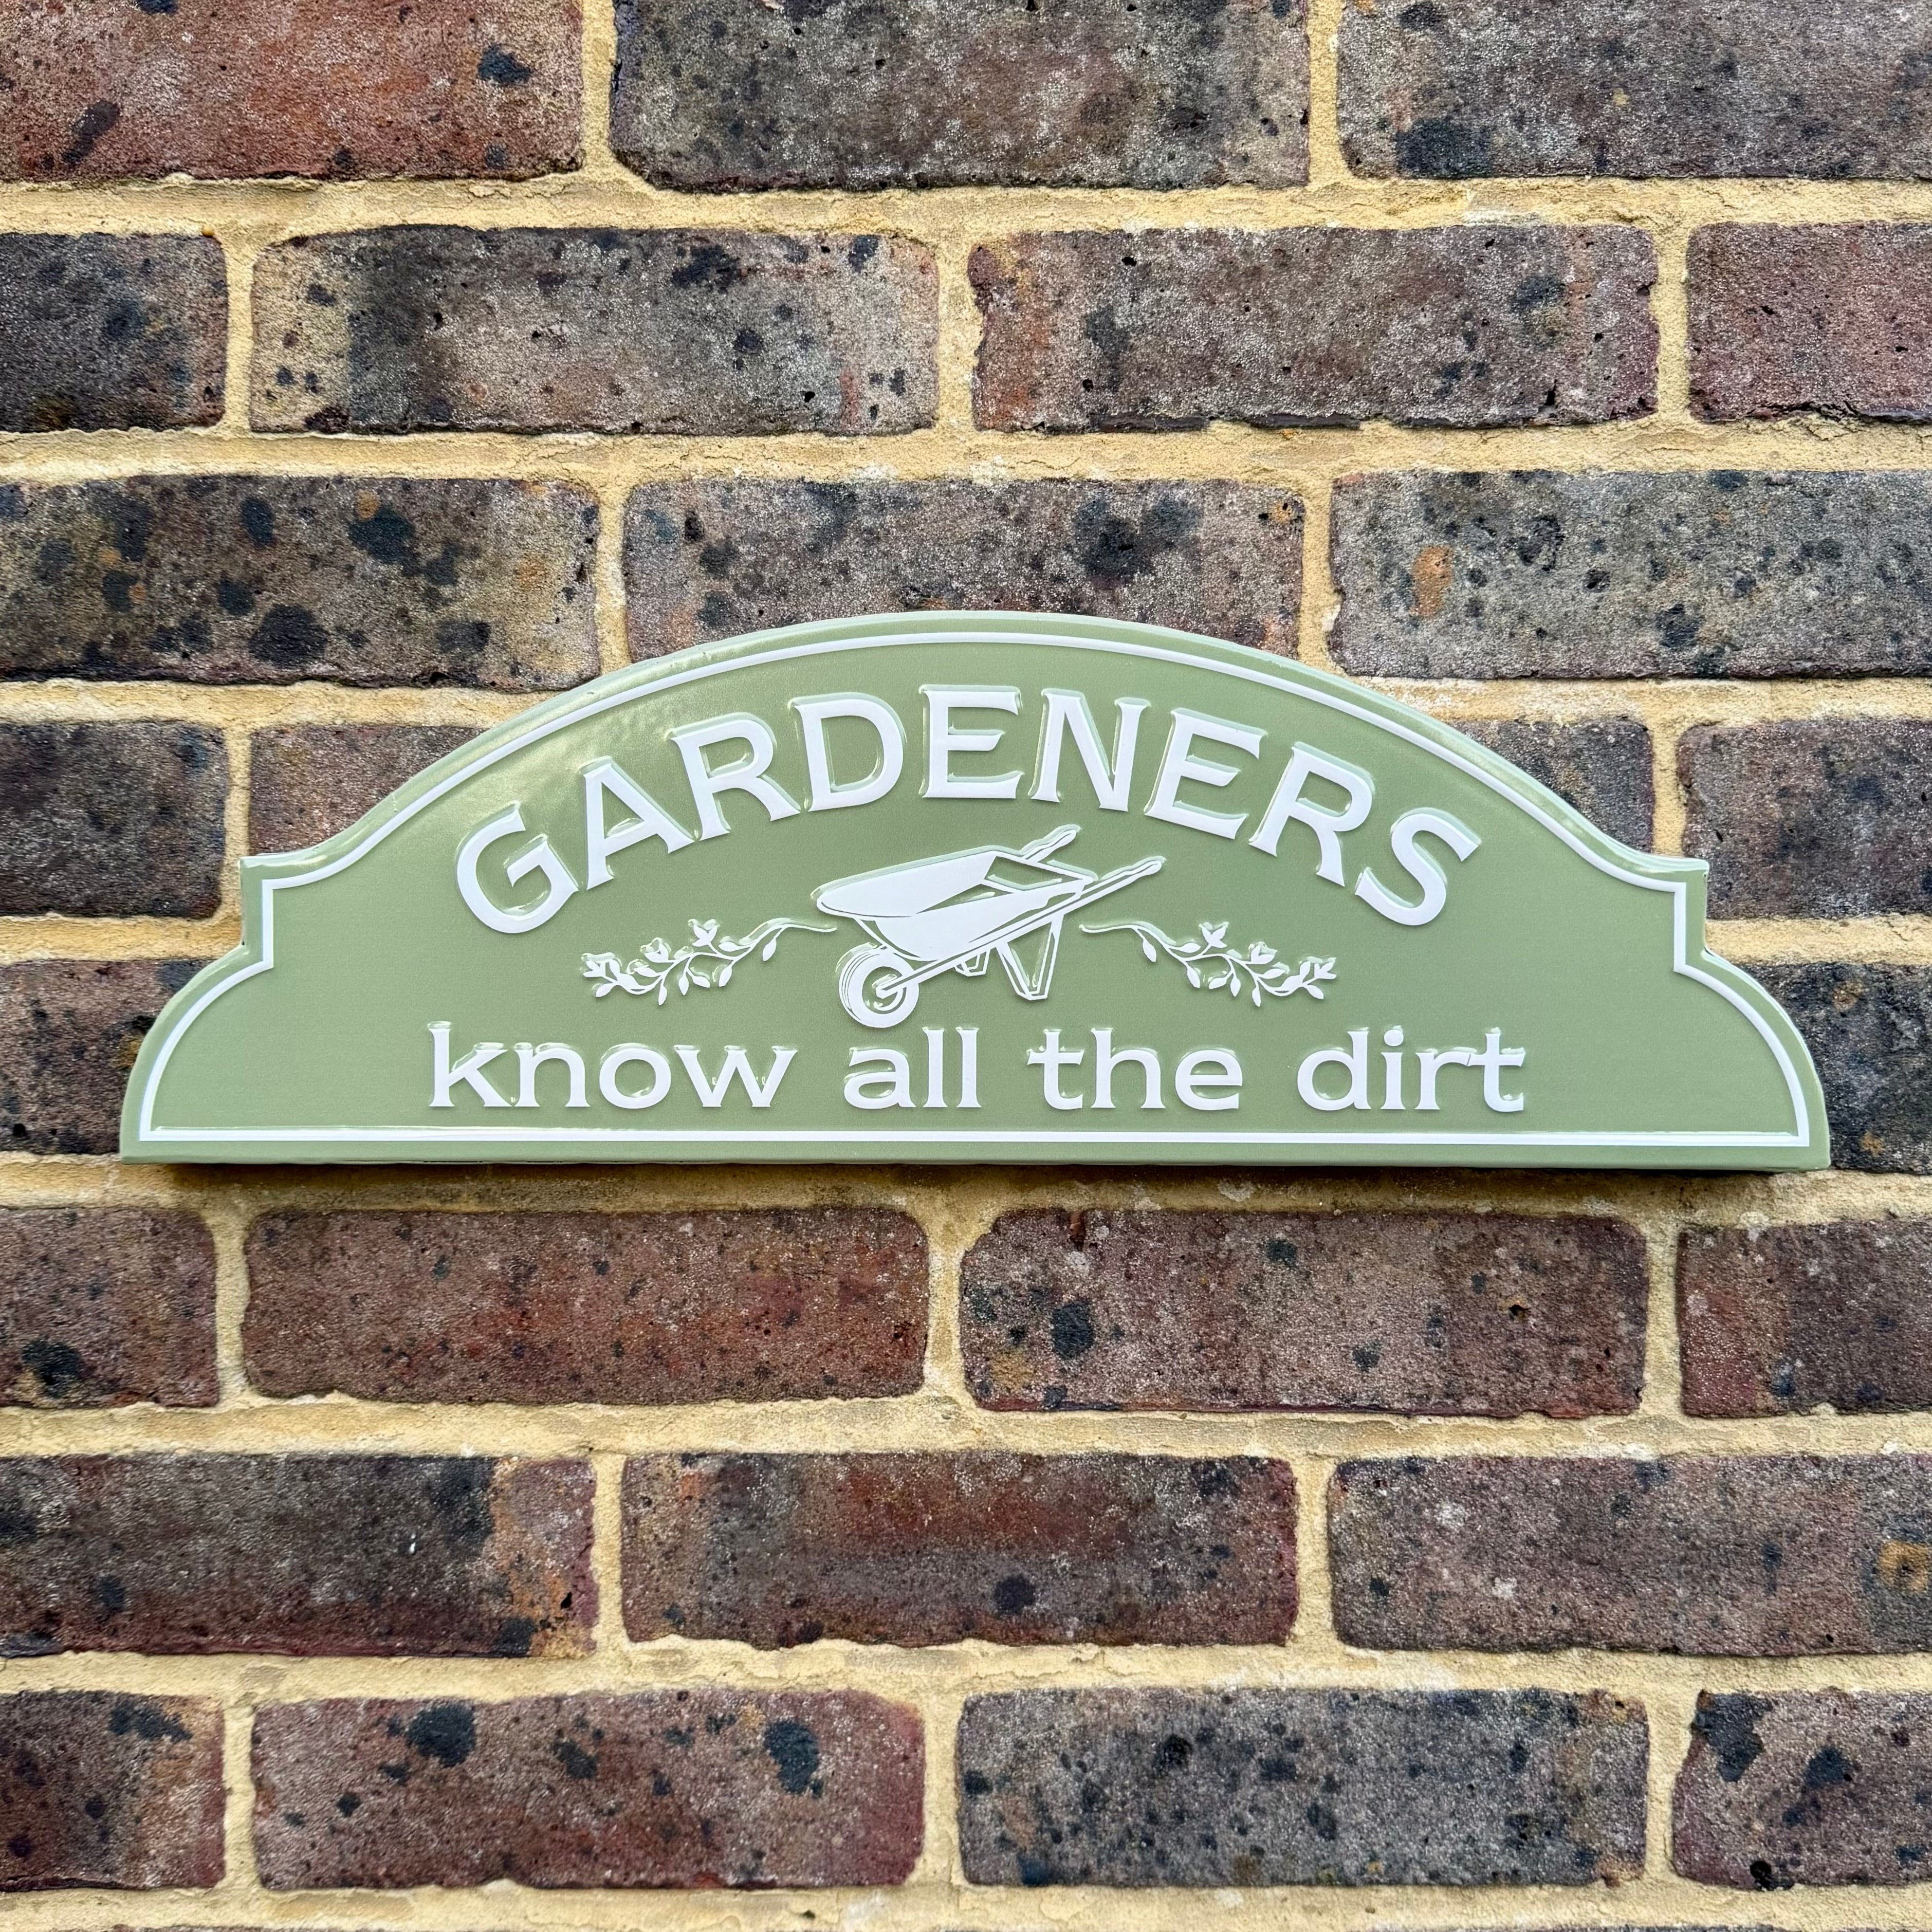 GARDENERS
know all the dirt